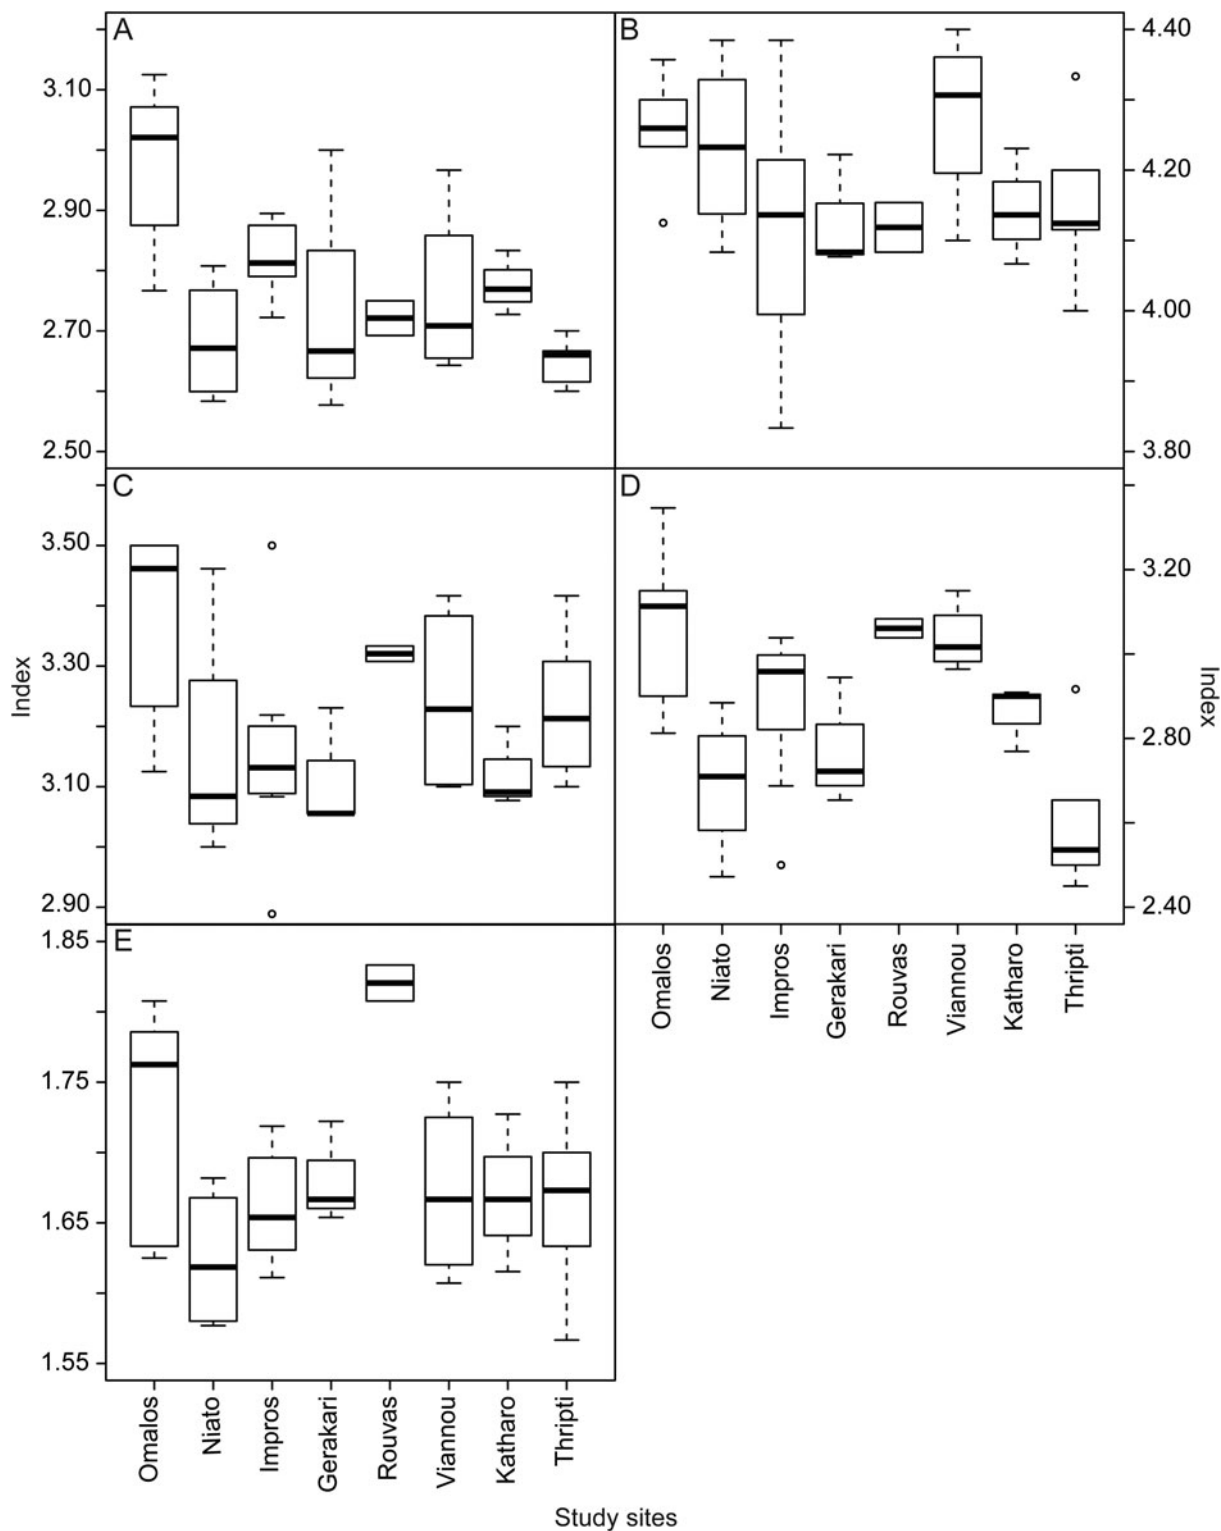 A
B
4.40
3.10
4.20
2.90
4.00
2.70
2.50
3.80
C
D
3.50
3.20
3.30
Index
Index
2.80
3.10
2.90
2.40
E
1.85
Omalos
Niato
Impros
Gerakari
Rouvas
Viannou
Katharo
Thripti
1.75
1.65
1.55
Omalos
Niato
Impros
Gerakari
Rouvas
Viannou
Katharo
Thripti
Study sites